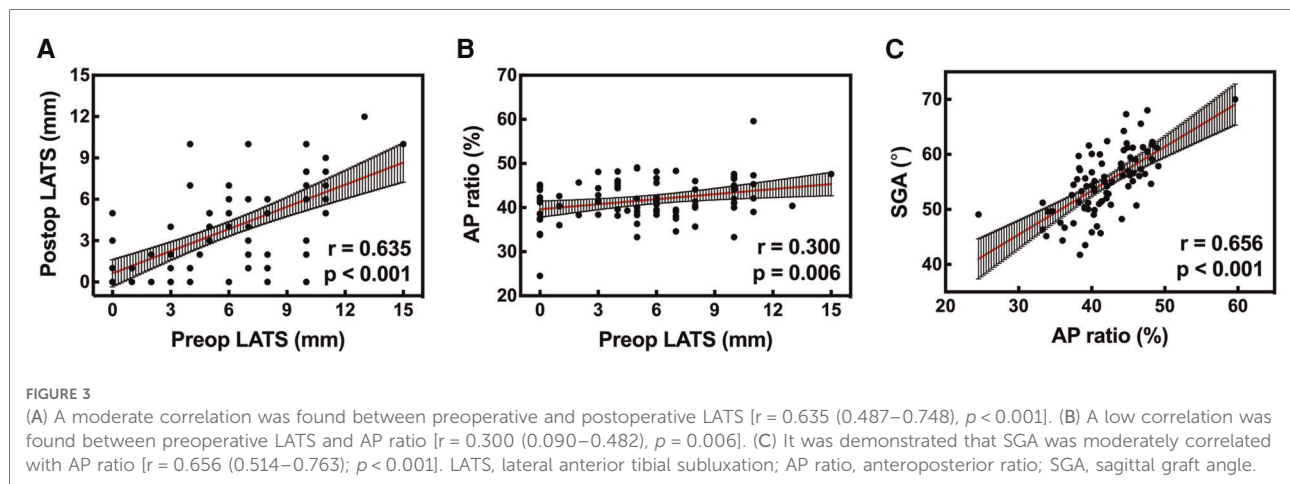 A
B
C
15
12
9
6
3
0
Postop LATS (mm)
0 3 6 9 12 15
Preop LATS (mm)
r = 0.635
p < 0.001
70
60
50
40
30
20
AP ratio (%)
0 3 6 9 12 15
Preop LATS (mm)
r = 0.300
p = 0.006
70
60
50
40
SGA (°)
20 30 40 50 60
AP ratio (%)
r = 0.656
p < 0.001
FIGURE 3
(A) A moderate correlation was found between preoperative and postoperative LATS [r = 0.635 (0.487–0.748), p < 0.001]. (B) A low correlation was
found between preoperative LATS and AP ratio [r = 0.300 (0.090–0.482), p = 0.006]. (C) It was demonstrated that SGA was moderately correlated
with AP ratio [r = 0.656 (0.514–0.763); p < 0.001]. LATS, lateral anterior tibial subluxation; AP ratio, anteroposterior ratio; SGA, sagittal graft angle.